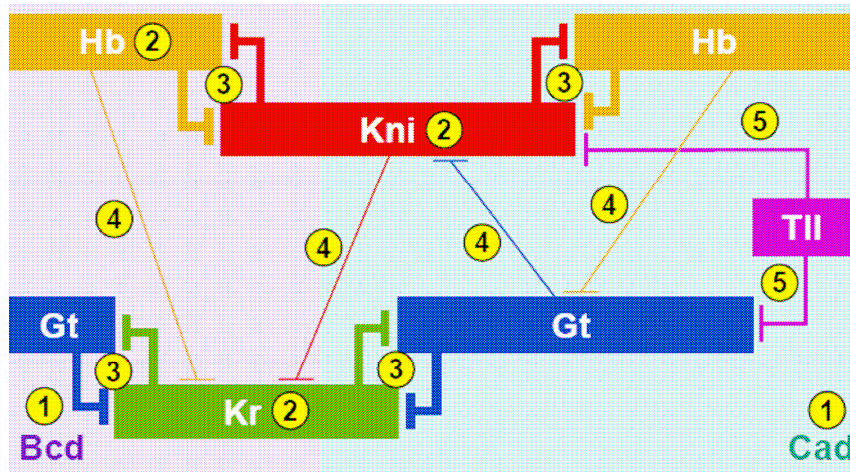 Hb 2 Hb
3 3
Kni 2 5
4 4 4 4 Tll
5
Gt Gt
3 3
1 Kr 2 1
Bcd Cad